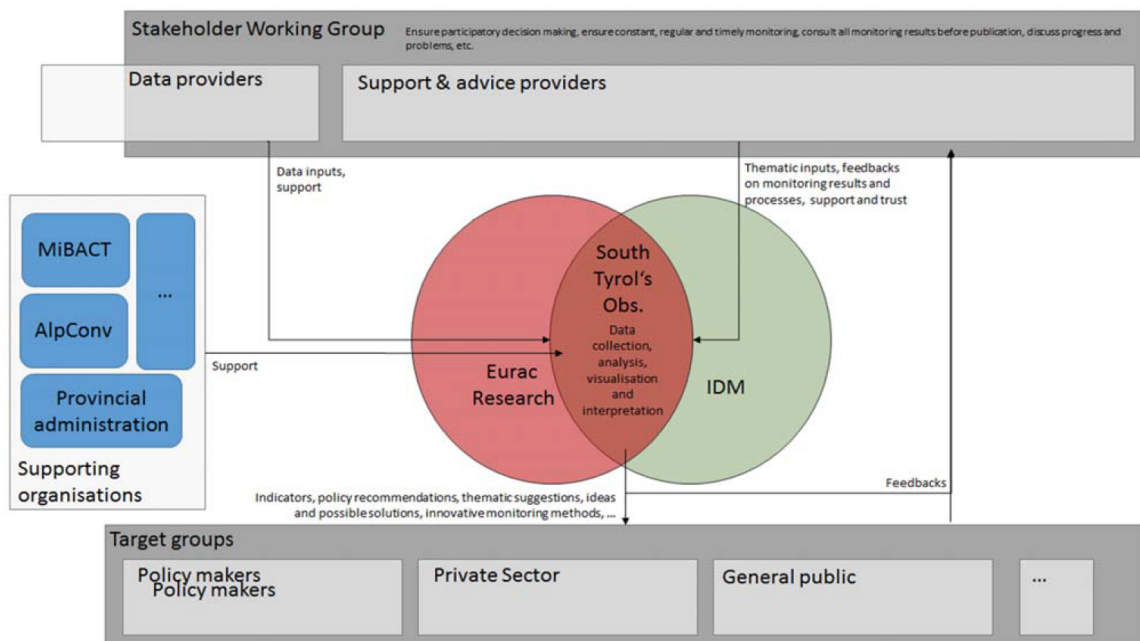 Stakeholder Working Group
Ensure participatory decision making, ensure constant, regular and timely monitoring, consult all monitoring results before publication, discuss progress and
problems, etc.
Data providers
Support & advice providers
Data inputs,
support
Thematic inputs, feedbacks
on monitoring results and
processes, support and trust
MiBACT
...
AlpConv
Provincial
administration
Supporting
organisations
Support
South
Tyrol's
Obs.
Data
collection,
analysis,
visualisation
and
interpretation
Eurac
Research
IDM
Indicators, policy recommendations, thematic suggestions, ideas
and possible solutions, innovative monitoring methods, ...
Feedbacks
Target groups
Policy makers
Policy makers
Private Sector
General public
...